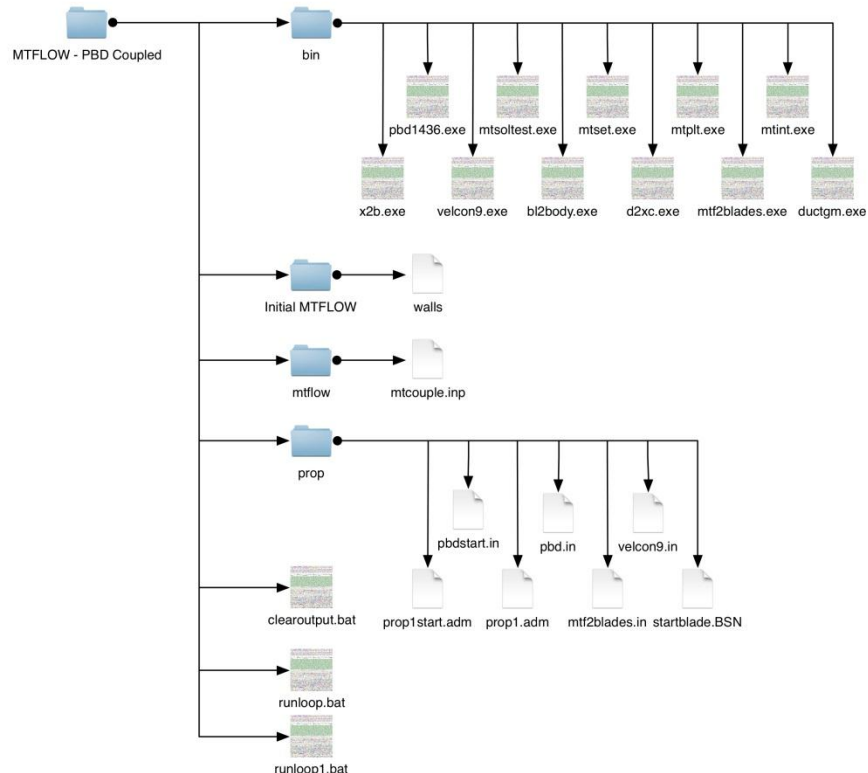 MTFLOW - PBD Coupled
bin
pbd1436.exe
mtsoltest.exe
mtset.exe
mtplt.exe
mtint.exe
x2b.exe
velcon9.exe
bl2body.exe
d2xc.exe
mtf2blades.exe
ductgm.exe
Initial MTFLOW
walls
mtflow
mtcouple.inp
prop
pbdstart.in
pbd.in
velcon9.in
prop1start.adm
prop1.adm
mtf2blades.in
startblade.BSN
clearoutput.bat
runloop.bat
runloop1.bat